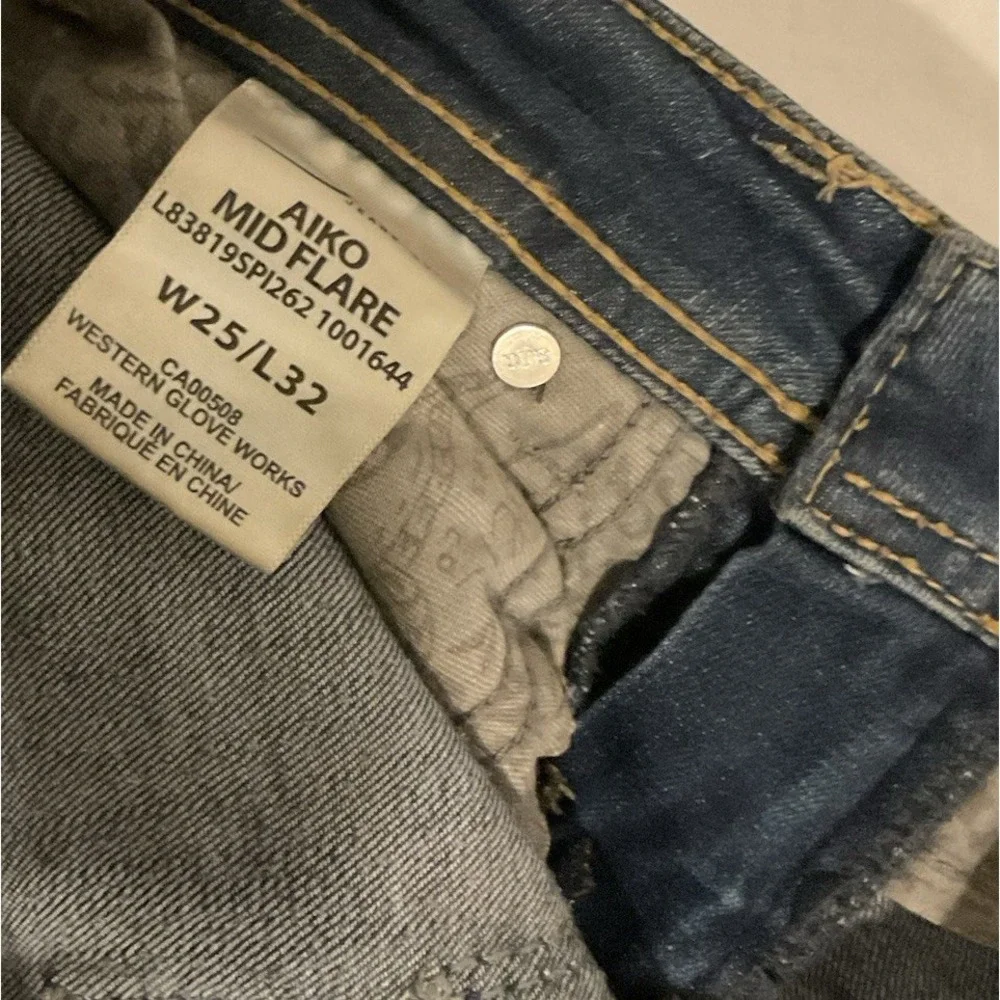 AIKO
MID FLARE
L83819SPI262 1001644
W25/L32
CA00508
WESTERN GLOVE WORKS
MADE IN CHINA/
FABRIQUÉ EN CHINE